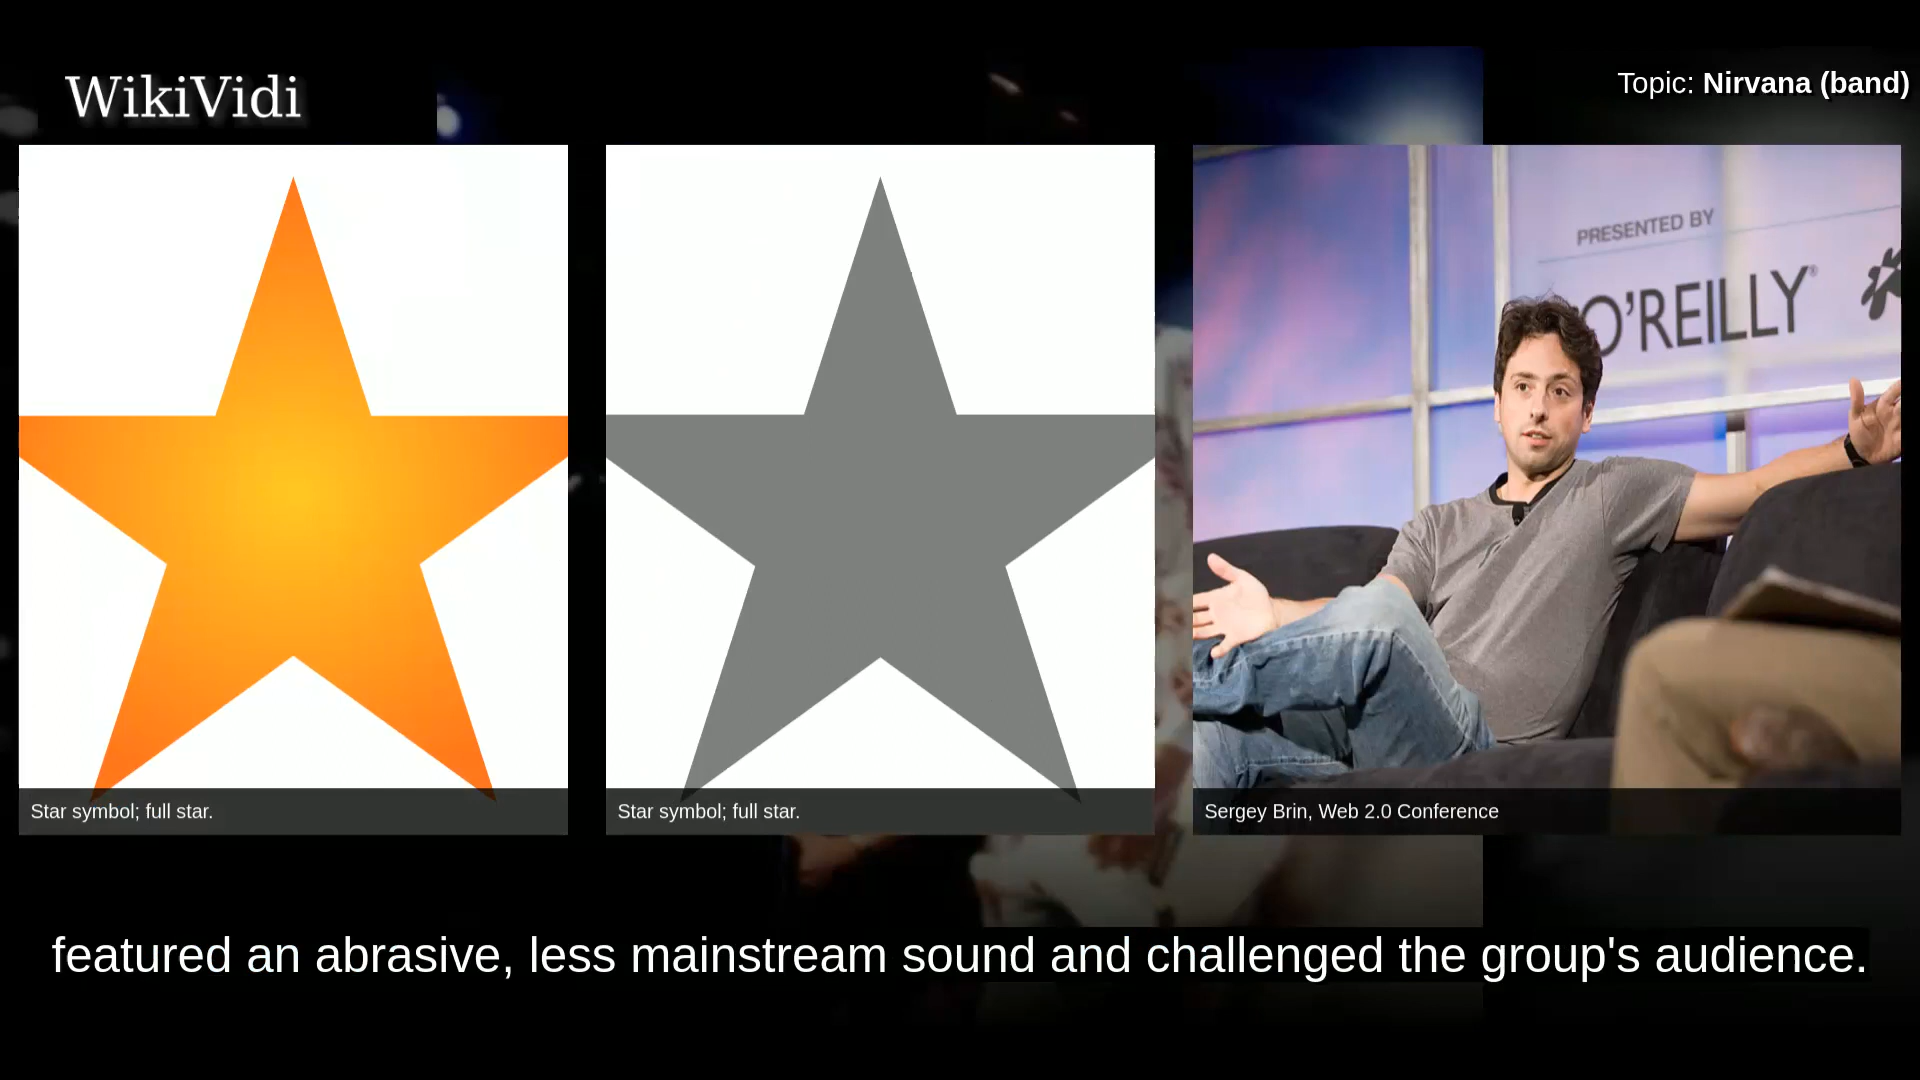 WikiVidi
Topic: Nirvana (band)
PRESENTED BY
O'REILLY®
Star symbol; full star.
Star symbol; full star.
Sergey Brin, Web 2.0 Conference
featured an abrasive, less mainstream sound and challenged the group's audience.